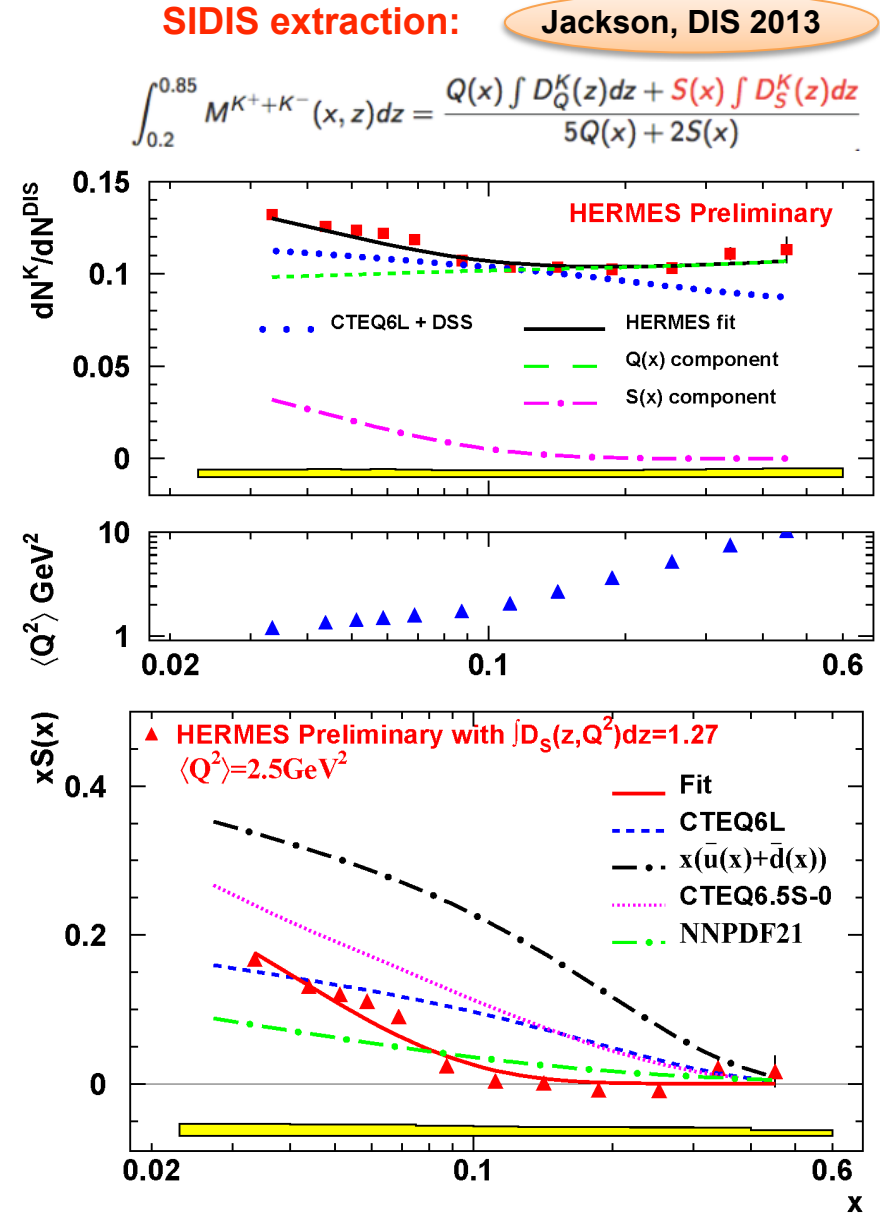 SIDIS extraction:
Jackson, DIS 2013
∫_{0.2}^{0.85} M^{K⁺+K⁻}(x, z)dz = (Q(x) ∫ D_Q^K(z)dz + S(x) ∫ D_S^K(z)dz) / (5Q(x) + 2S(x))
dN^K/dN^DIS
0.15
0.1
0.05
0
HERMES Preliminary
CTEQ6L + DSS
HERMES fit
Q(x) component
S(x) component
⟨Q²⟩ GeV²
10
1
0.02 0.1 0.6
xS(x)
HERMES Preliminary with ∫D_S(z,Q²)dz=1.27
⟨Q²⟩=2.5GeV²
Fit
CTEQ6L
x(ū(x)+d̄(x))
CTEQ6.5S-0
NNPDF21
0.4
0.2
0
0.02 0.1 0.6
x